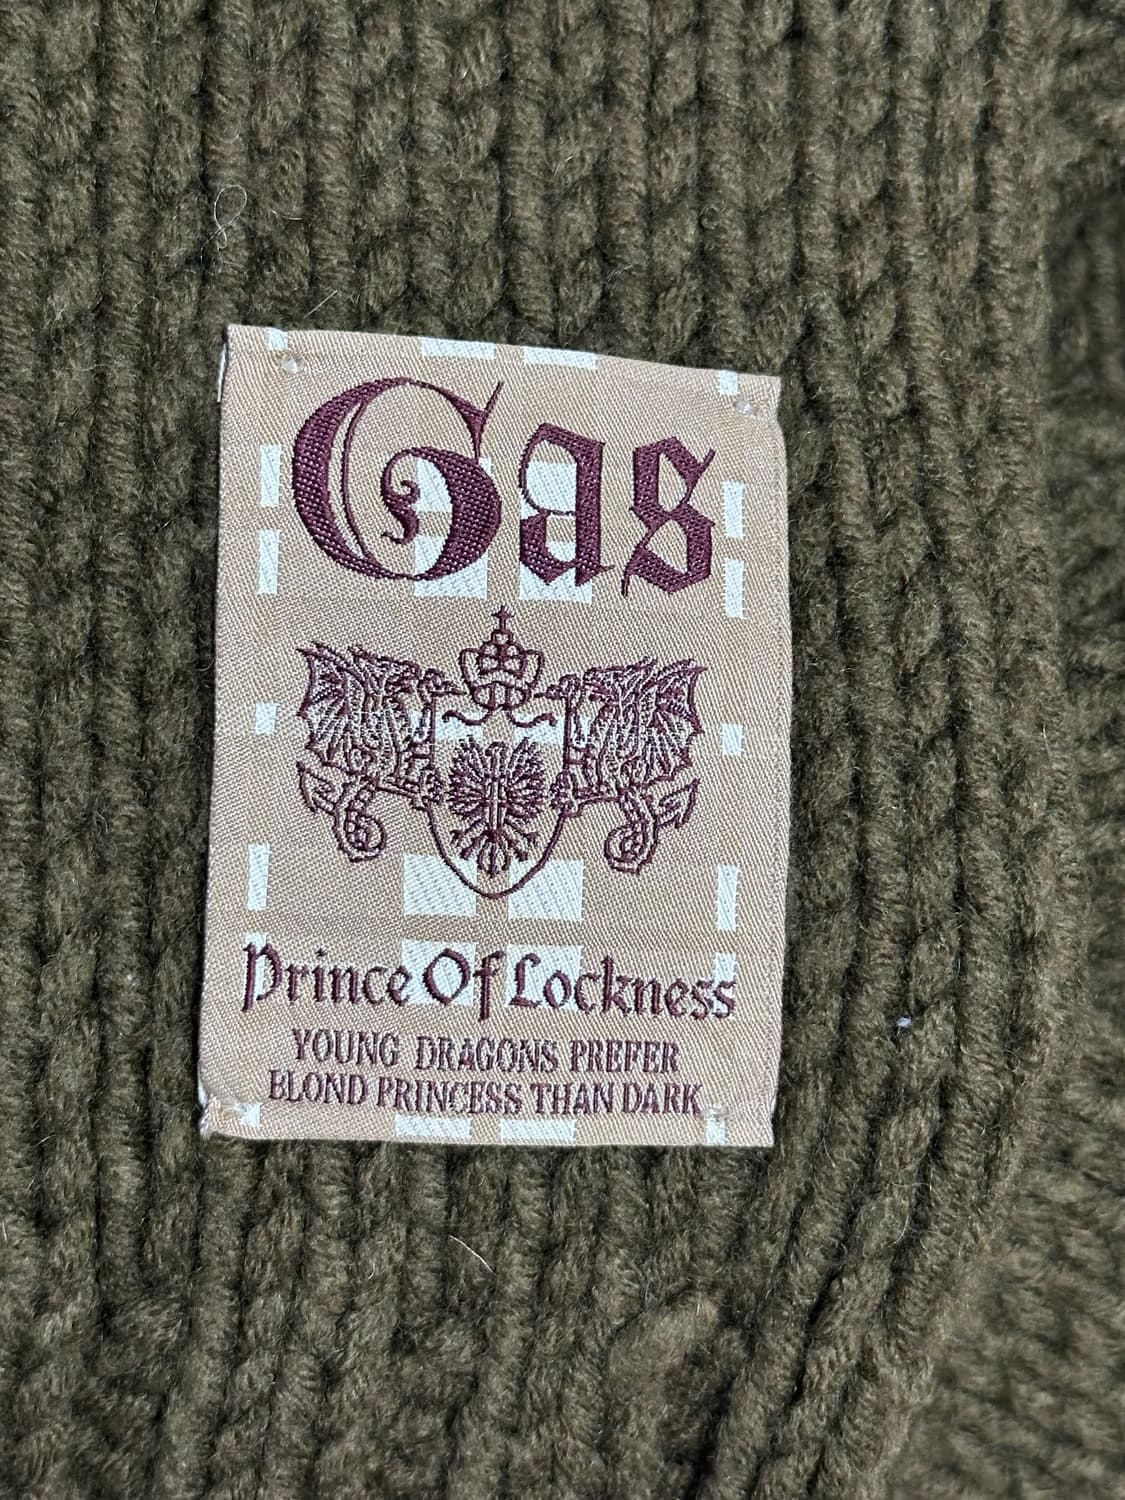 Gas
Prince Of Lockness
YOUNG DRAGONS PREFER
BLOND PRINCESS THAN DARK